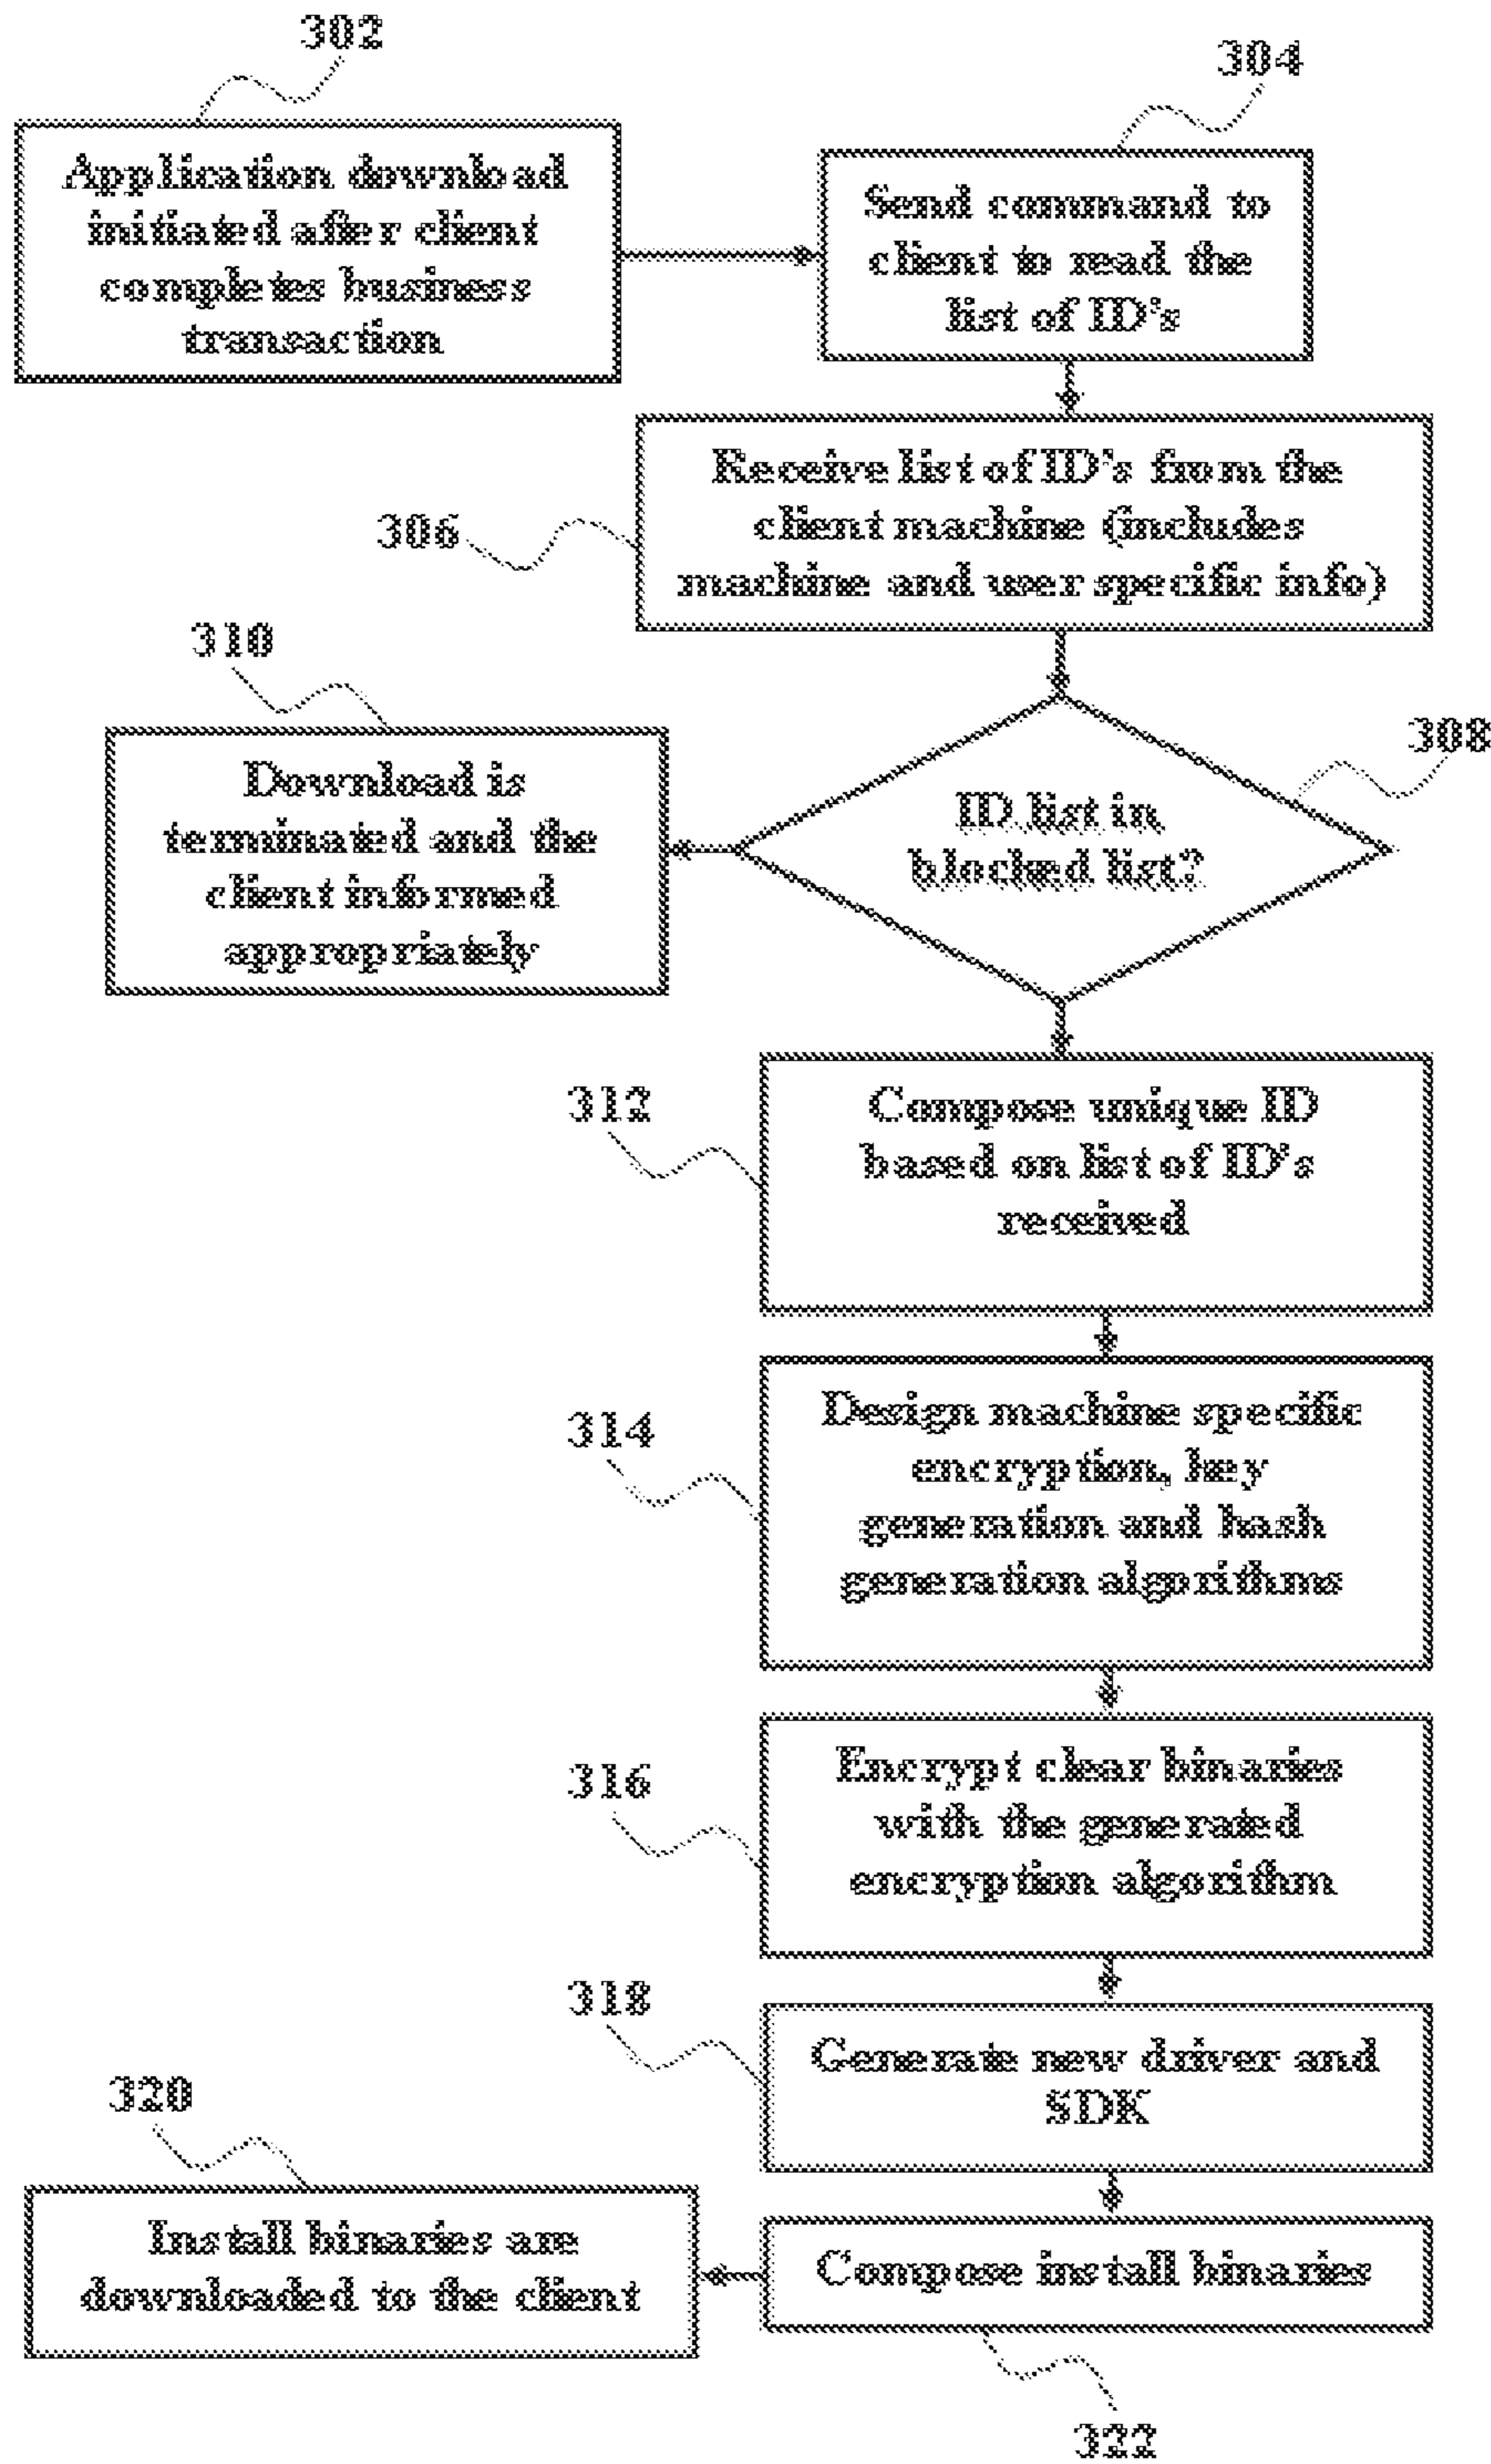 302
304
Application download
initiated after client
completes business
transaction
Send command to
client to read the
list of ID's
306
Receive list of ID's from the
client machine (includes
machine and user specific info)
310
308
Download is
terminated and the
client informed
appropriately
ID list in
blocked list?
312
Compose unique ID
based on list of ID's
received
314
Design machine specific
encryption, key
generation and hash
generation algorithms
316
Encrypt clear binaries
with the generated
encryption algorithm
318
Generate new driver and
SDK
320
Install binaries are
downloaded to the client
Compose install binaries
322